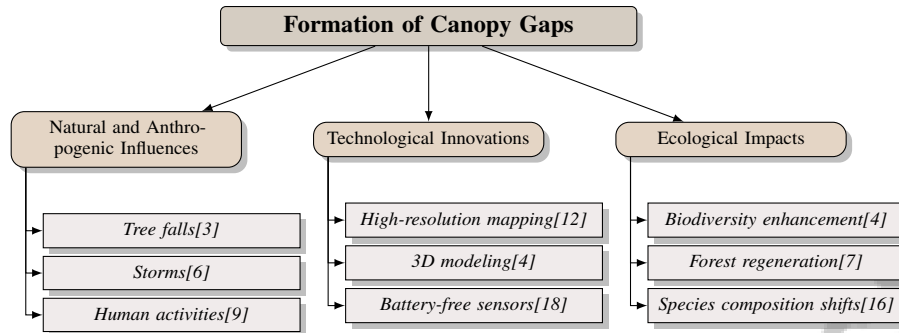 Formation of Canopy Gaps
Natural and Anthro-
pogenic Influences
Technological Innovations
Ecological Impacts
Tree falls[3]
Storms[6]
Human activities[9]
High-resolution mapping[12]
3D modeling[4]
Battery-free sensors[18]
Biodiversity enhancement[4]
Forest regeneration[7]
Species composition shifts[16]